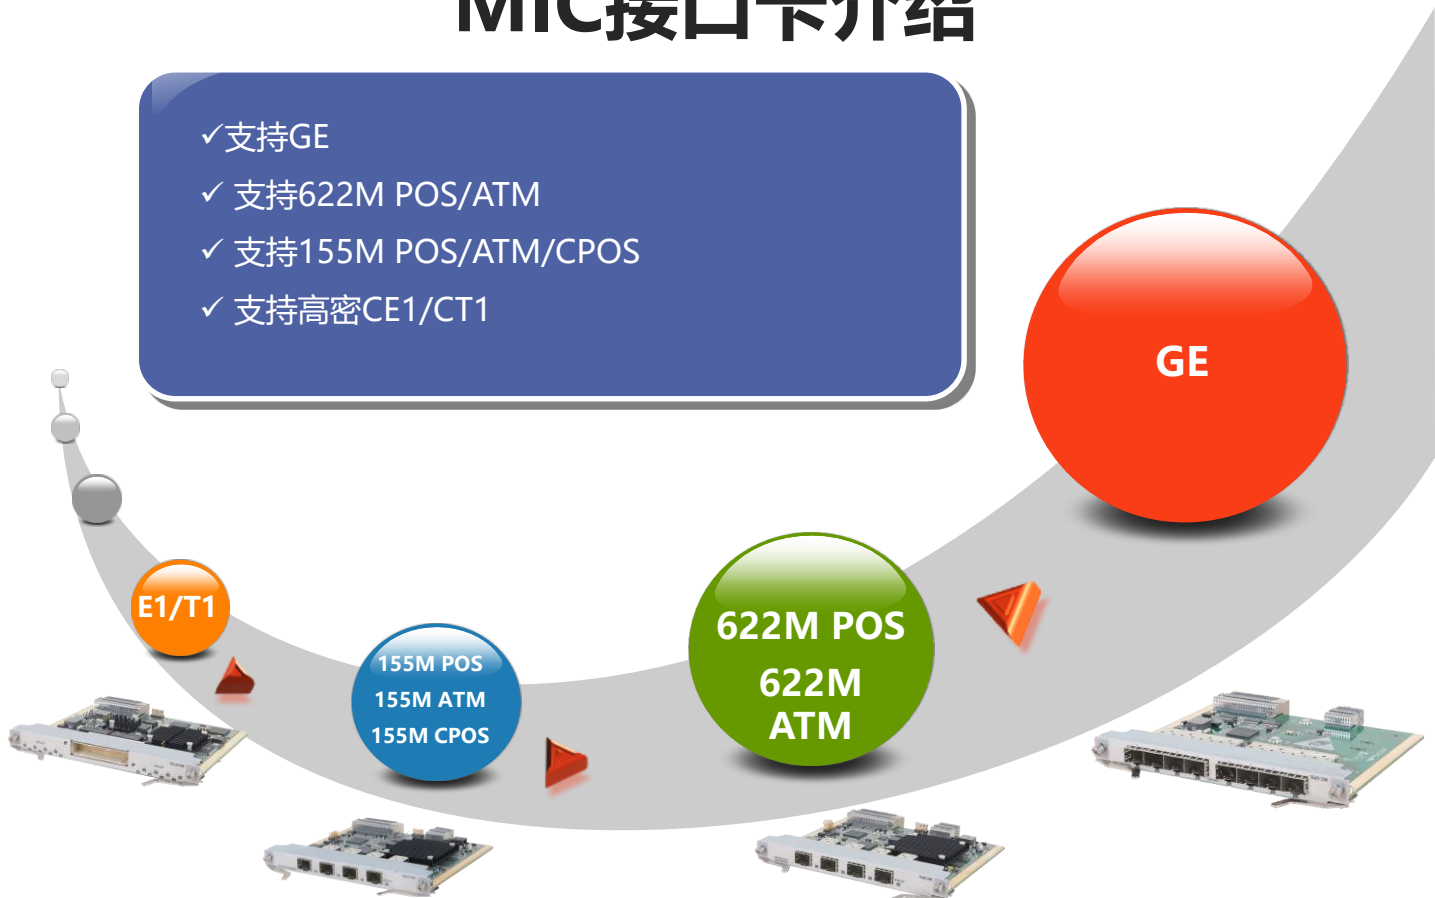 MIC接口卡介绍
✓支持GE
✓ 支持622M POS/ATM
✓ 支持155M POS/ATM/CPOS
✓ 支持高密CE1/CT1
GE
E1/T1
155M POS
155M ATM
155M CPOS
622M POS
622M
ATM